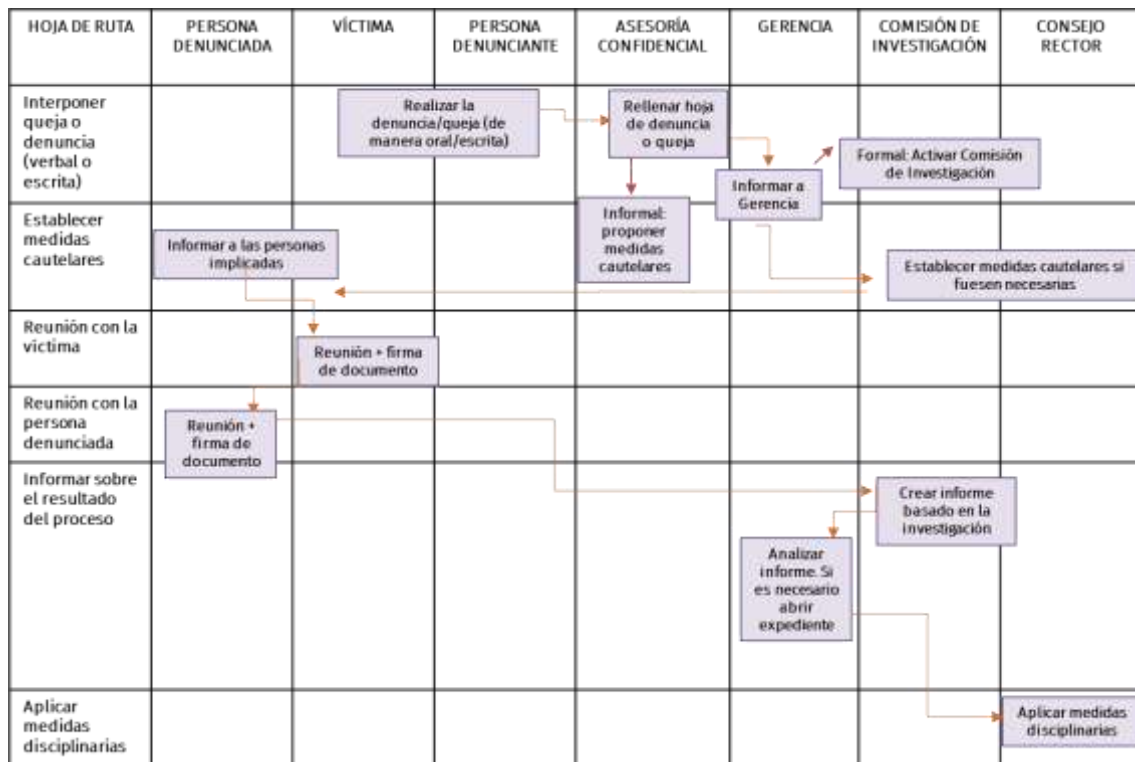 HOJA DE RUTA
PERSONA
DENUNCIADA
VÍCTIMA
PERSONA
DENUNCIANTE
ASESORÍA
CONFIDENCIAL
GERENCIA
COMISIÓN DE
INVESTIGACIÓN
CONSEJO
RECTOR
Interponer
queja o
denuncia
(verbal o
escrita)
Realizar la
denuncia/queja (de
manera oral/escrita)
Rellenar hoja
de denuncia
o queja
Informar a
Gerencia
Formal: Activar Comisión
de Investigación
Establecer
medidas
cautelares
Informar a las personas
implicadas
Informal:
proponer
medidas
cautelares
Establecer medidas cautelares si
fuesen necesarias
Reunión con la
víctima
Reunión + firma
de documento
Reunión con la
persona
denunciada
Reunión +
firma de
documento
Informar sobre
el resultado
del proceso
Crear informe
basado en la
investigación
Analizar
informe. Si
es necesario
abrir
expediente
Aplicar
medidas
disciplinarias
Aplicar medidas
disciplinarias